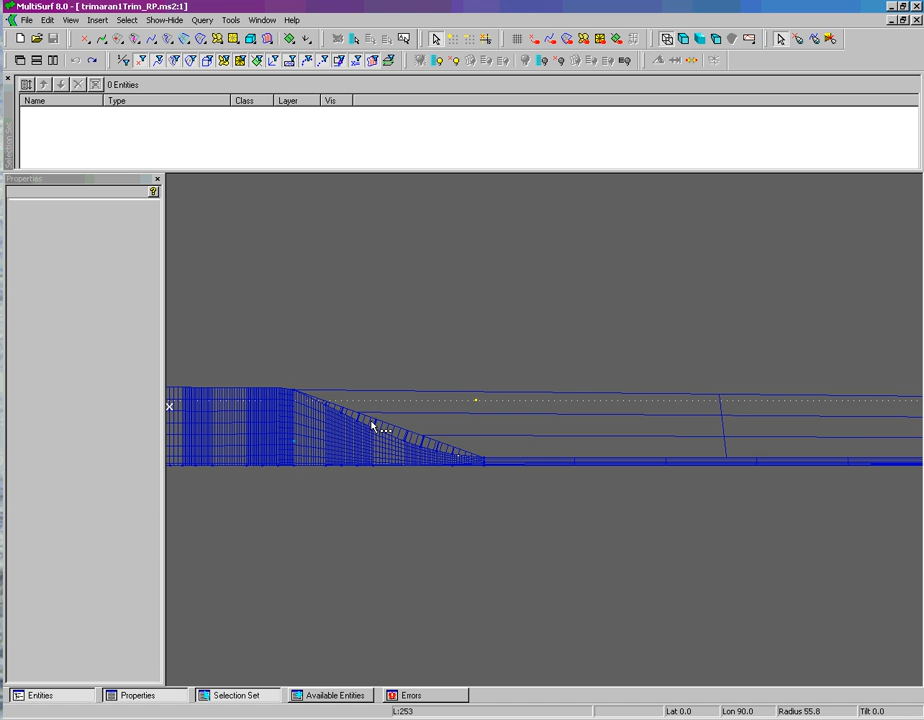 MultiSurf 8.0 - [ trimaran1Trim_RP.ms2:1]
File Edit View Insert Select Show-Hide Query Tools Window Help
0 Entities
Name Type Class Layer Vis
Selection Set
Properties
X
Entities Properties Selection Set Available Entities Errors
L:253 Lat 0.0 Lon 90.0 Radius 55.8 Tilt 0.0